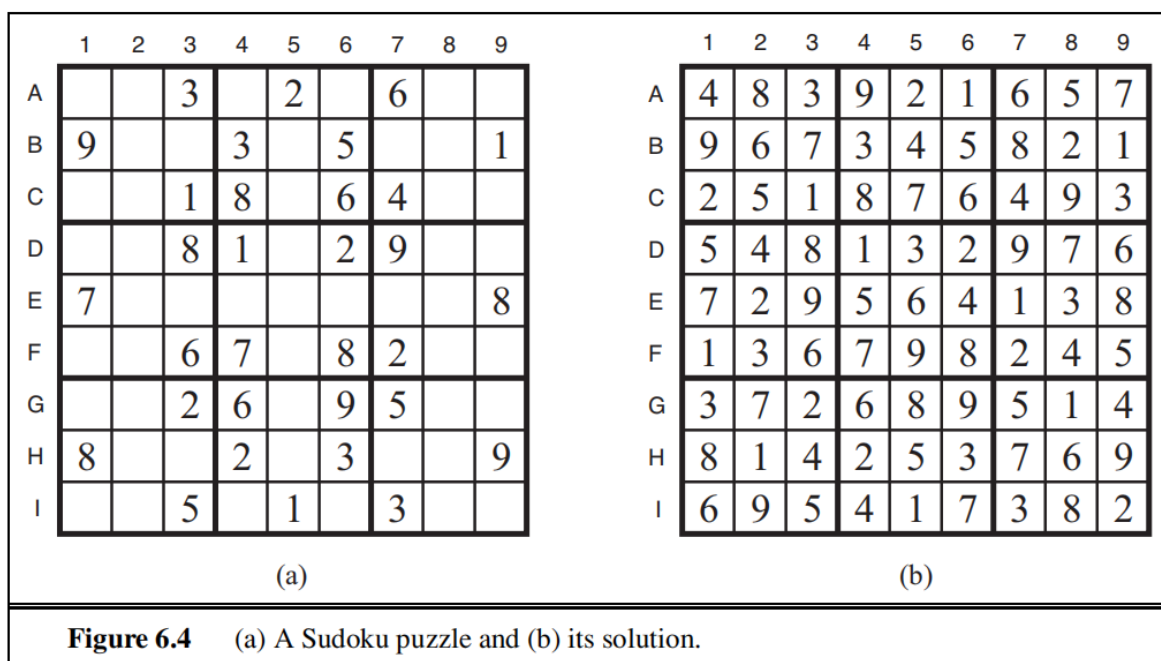 1 2 3 4 5 6 7 8 9 1 2 3 4 5 6 7 8 9
A 3 2 6 A 4 8 3 9 2 1 6 5 7
B 9 3 5 1 B 9 6 7 3 4 5 8 2 1
C 1 8 6 4 C 2 5 1 8 7 6 4 9 3
D 8 1 2 9 D 5 4 8 1 3 2 9 7 6
E 7 8 E 7 2 9 5 6 4 1 3 8
F 6 7 8 2 F 1 3 6 7 9 8 2 4 5
G 2 6 9 5 G 3 7 2 6 8 9 5 1 4
H 8 2 3 9 H 8 1 4 2 5 3 7 6 9
I 5 1 3 I 6 9 5 4 1 7 3 8 2
(a) (b)
Figure 6.4 (a) A Sudoku puzzle and (b) its solution.